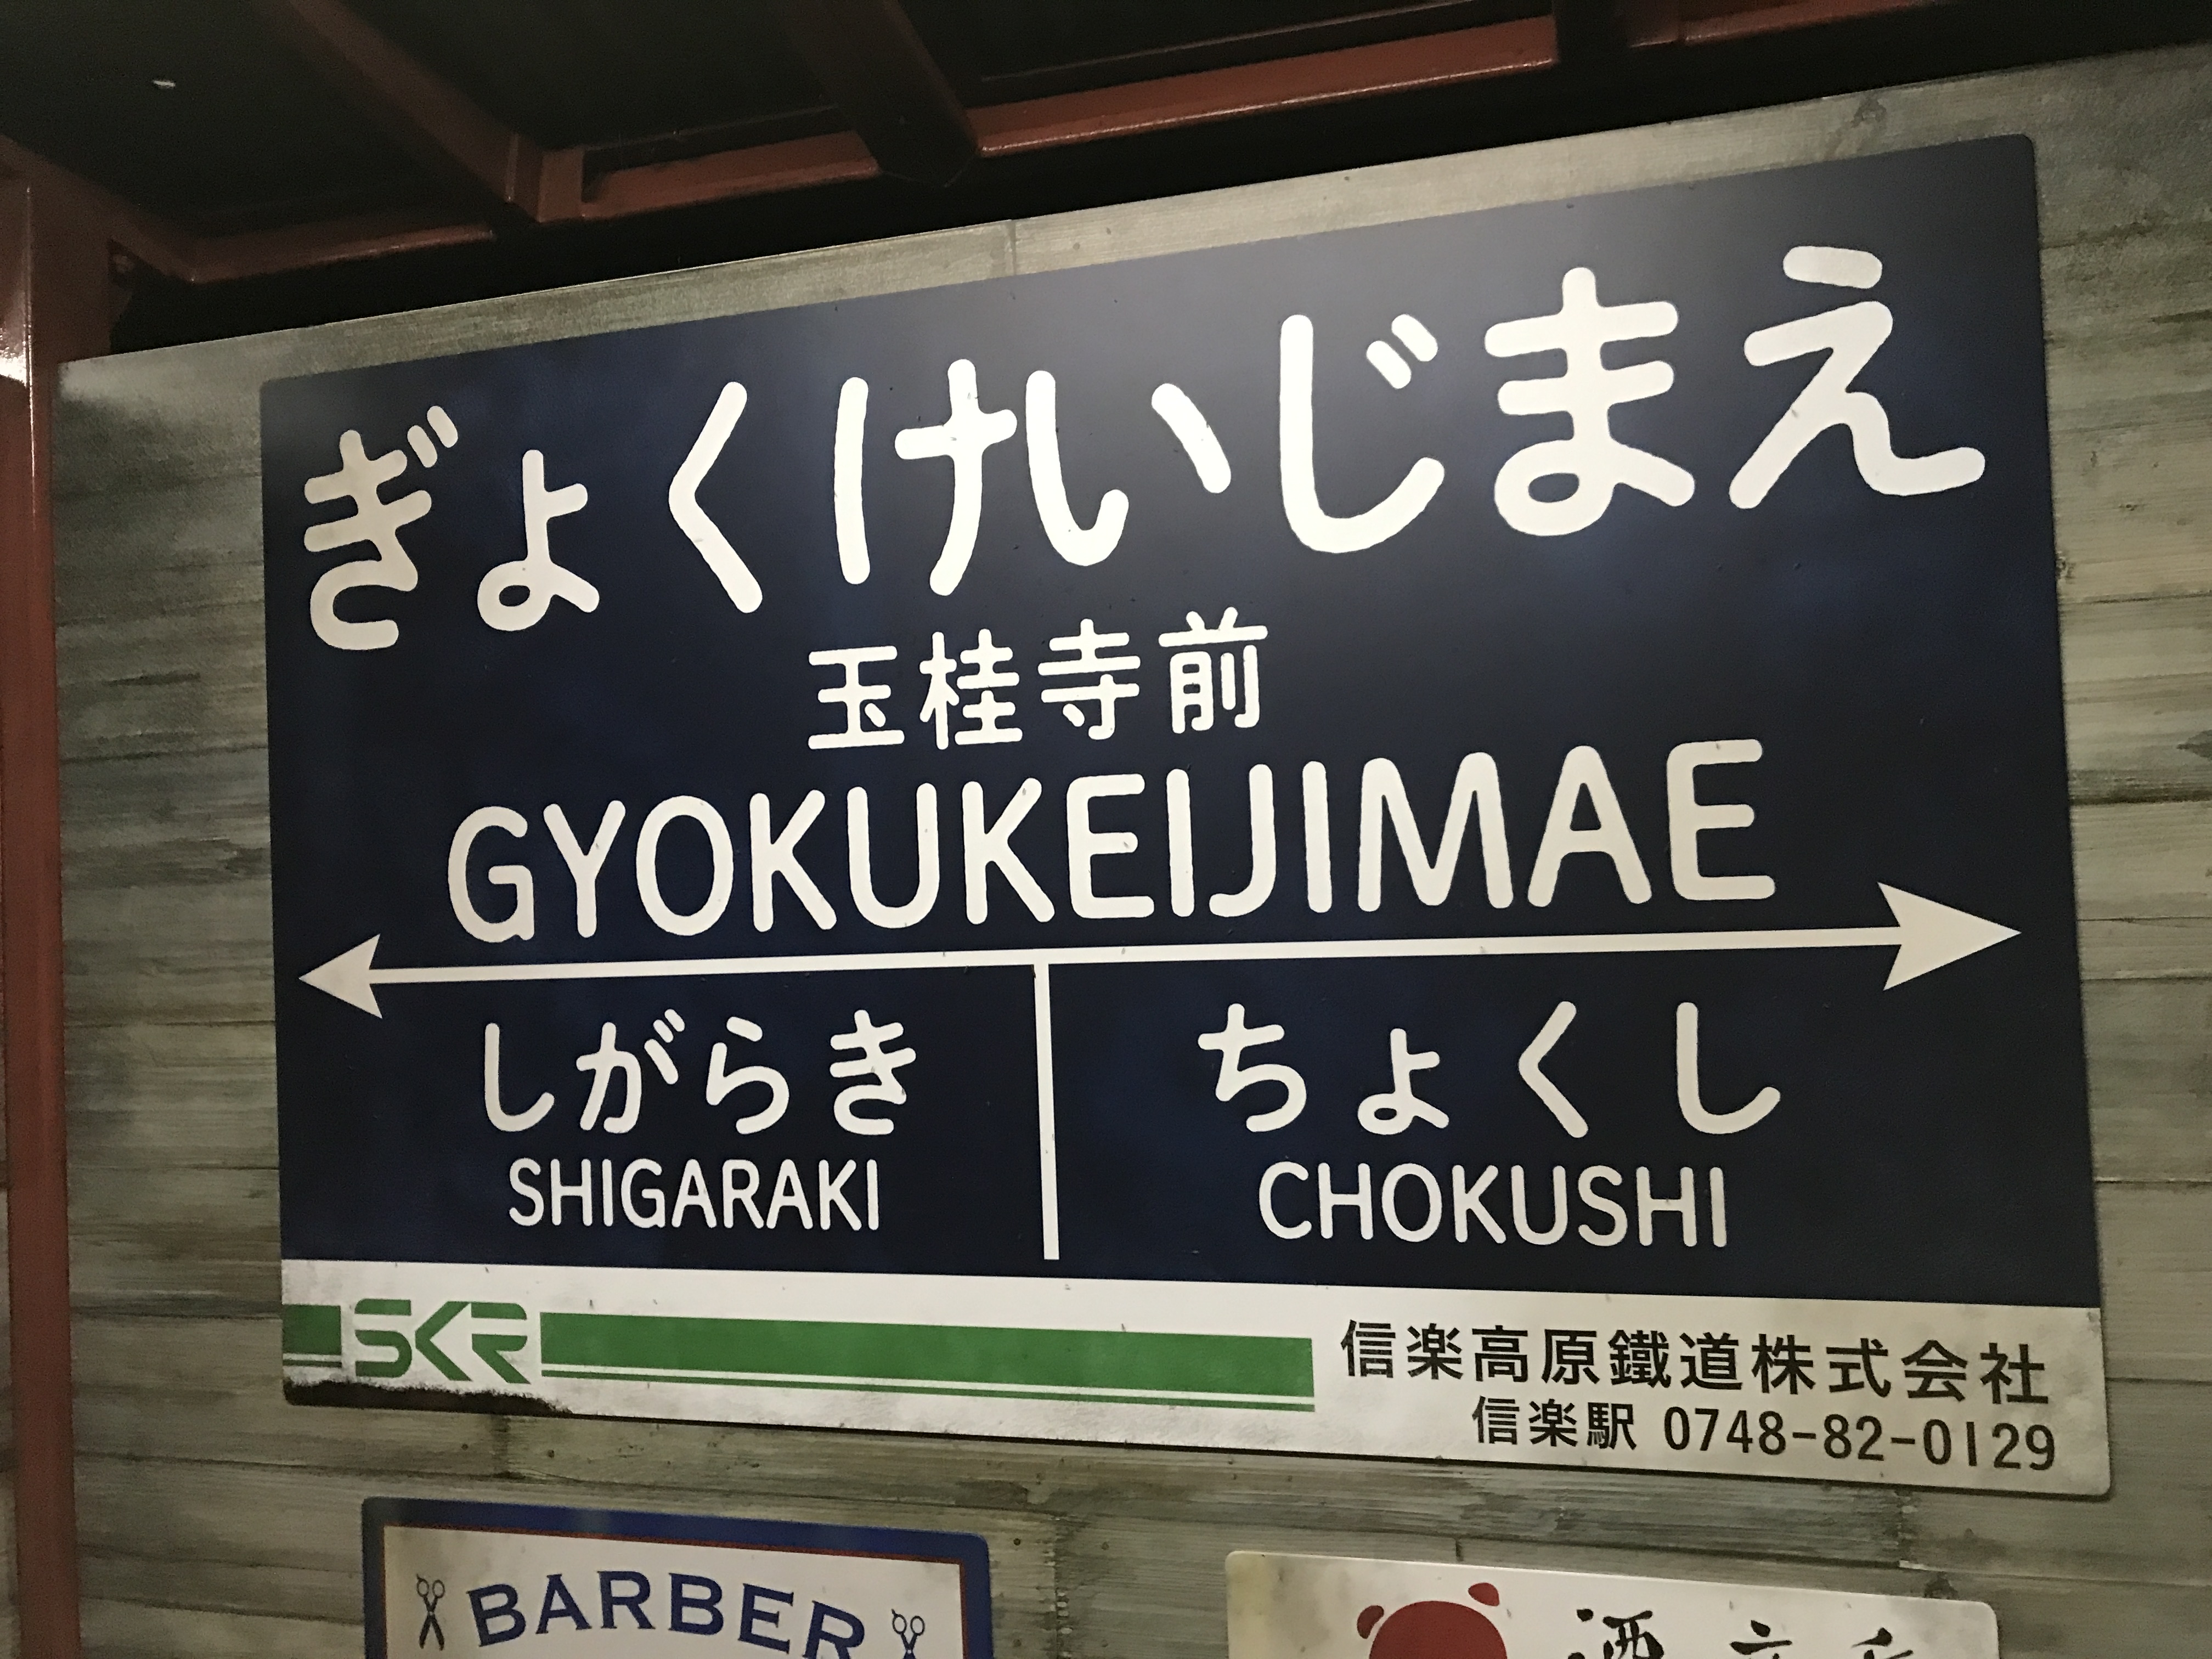 ぎょくけいじまえ
玉桂寺前
GYOKUKEIJIMAE
しがらき
SHIGARAKI
ちょくし
CHOKUSHI
SKR
信楽高原鐵道株式会社
信楽駅 0748-82-0129
BARBER